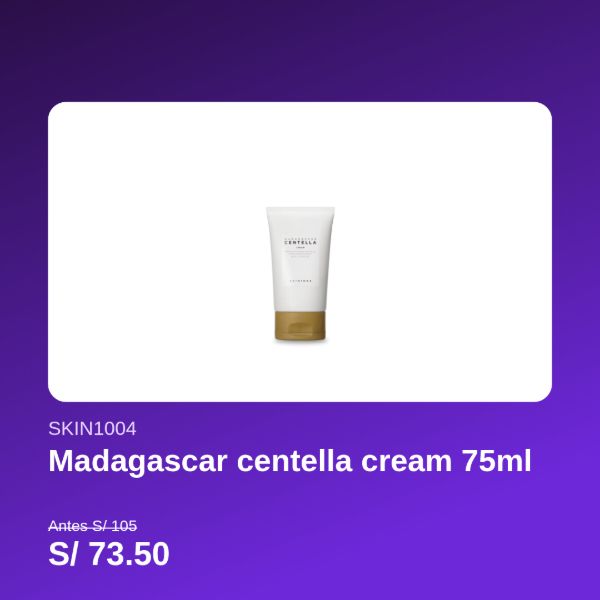 CENTELLA
SKIN1004
Madagascar centella cream 75ml
Antes S/ 105
S/ 73.50